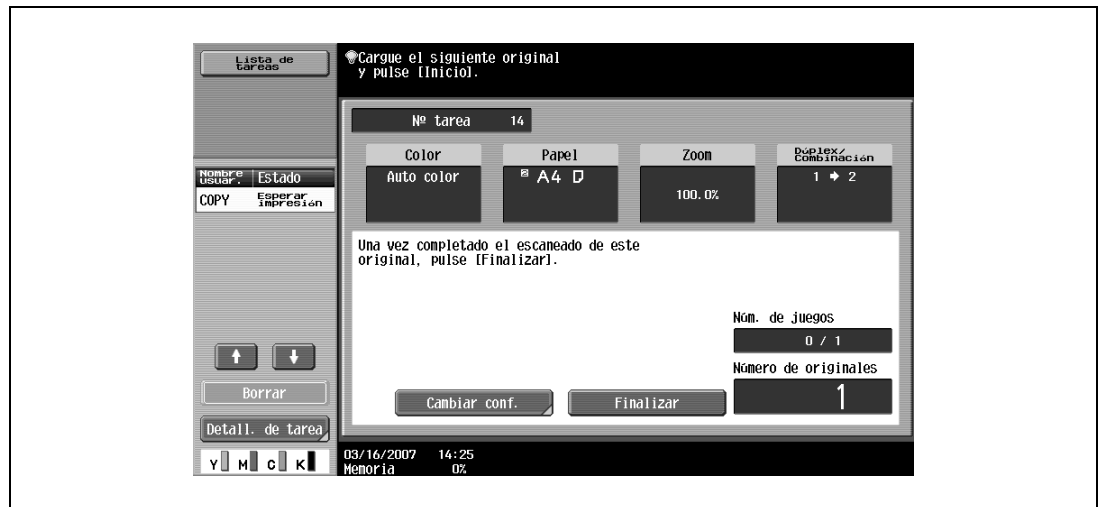 Lista de
tareas
Cargue el siguiente original
y pulse [Inicio].
Nº tarea 14
Color Papel Zoom Dúplex/
Combinación
Auto color 2 A4 100.0% 1 → 2
Nombre
usuar. Estado
COPY Esperar
impresión
Una vez completado el escaneado de este
original, pulse [Finalizar].
Núm. de juegos
0 / 1
Número de originales
1
Borrar
Cambiar conf. Finalizar
Detall. de tarea
Y M C K
03/16/2007 14:25
Memoria 0%